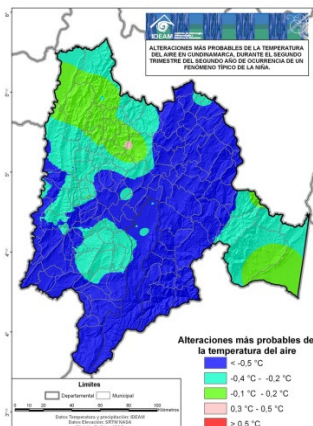 IDEAM
ALTERACIONES MÁS PROBABLES DE LA TEMPERATURA
DEL AIRE EN CUNDINAMARCA, DURANTE EL SEGUNDO
TRIMESTRE DEL SEGUNDO AÑO DE OCURRENCIA DE UN
FENÓMENO TÍPICO DE LA NIÑA.
Alteraciones más probables de
la temperatura del aire
< -0,5 °C
-0,4 °C - -0,2 °C
-0,1 °C - 0,2 °C
0,3 °C - 0,5 °C
> 0,5 °C
Límites
Departamental Municipal
Kilómetros
Datos Temperatura y precipitación: IDEAM
Datos Elevación: SRTM NASA